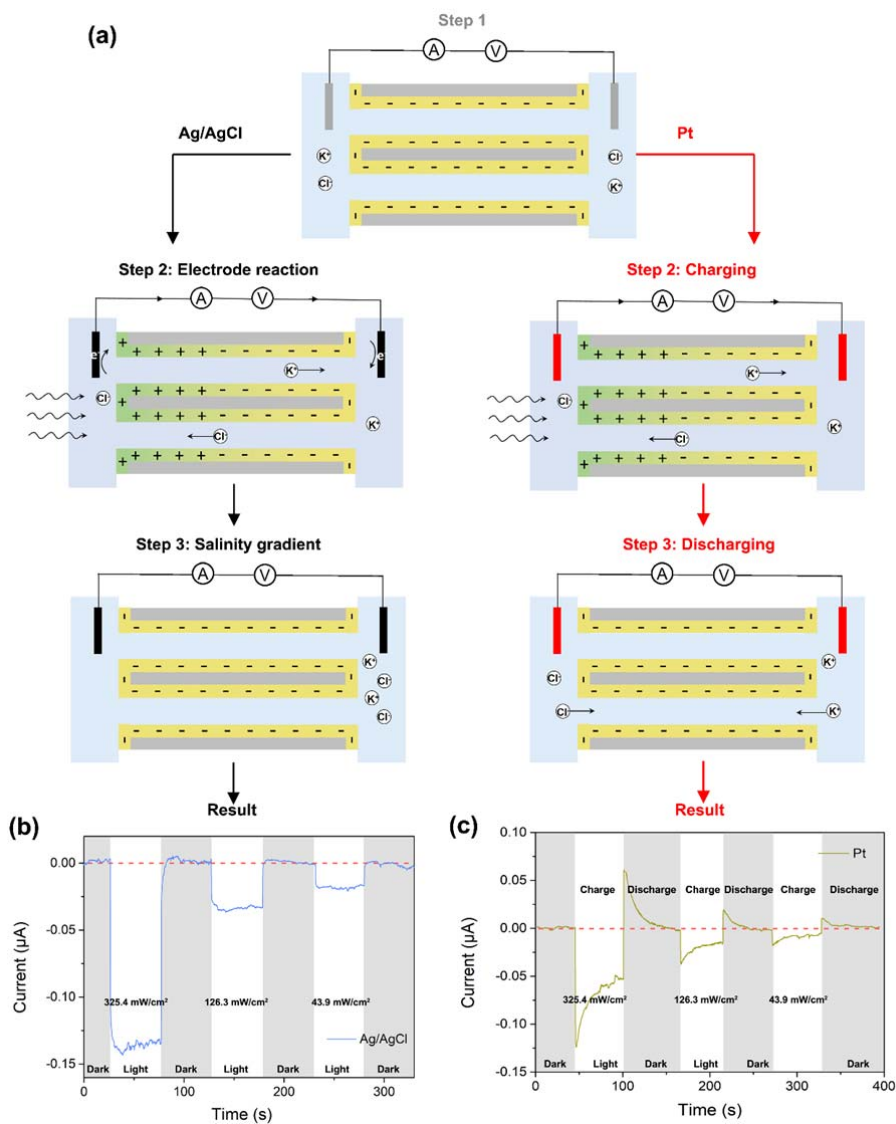 Step 1
(a)
A V
Ag/AgCl
Pt
K⁺ Cl⁻
Cl⁻ K⁺
Step 2: Electrode reaction
Step 2: Charging
A V
A V
e⁻ e⁻
K⁺
K⁺
Cl⁻
Cl⁻
K⁺
K⁺
Cl⁻
Cl⁻
Step 3: Salinity gradient
Step 3: Discharging
A V
A V
K⁺
Cl⁻
K⁺
Cl⁻
K⁺
Cl⁻
Cl⁻
K⁺
Result
Result
(b)
0.00
-0.05
-0.10
-0.15
Current (μA)
325.4 mW/cm²
126.3 mW/cm²
43.9 mW/cm²
Ag/AgCl
Dark Light Dark Light Dark Light Dark
0 100 200 300
Time (s)
(c)
0.10
0.05
0.00
-0.05
-0.10
-0.15
Current (μA)
Pt
Charge Discharge Charge Discharge Charge Discharge
325.4 mW/cm²
126.3 mW/cm²
43.9 mW/cm²
Dark Light Dark Light Dark Light Dark
0 100 200 300 400
Time (s)